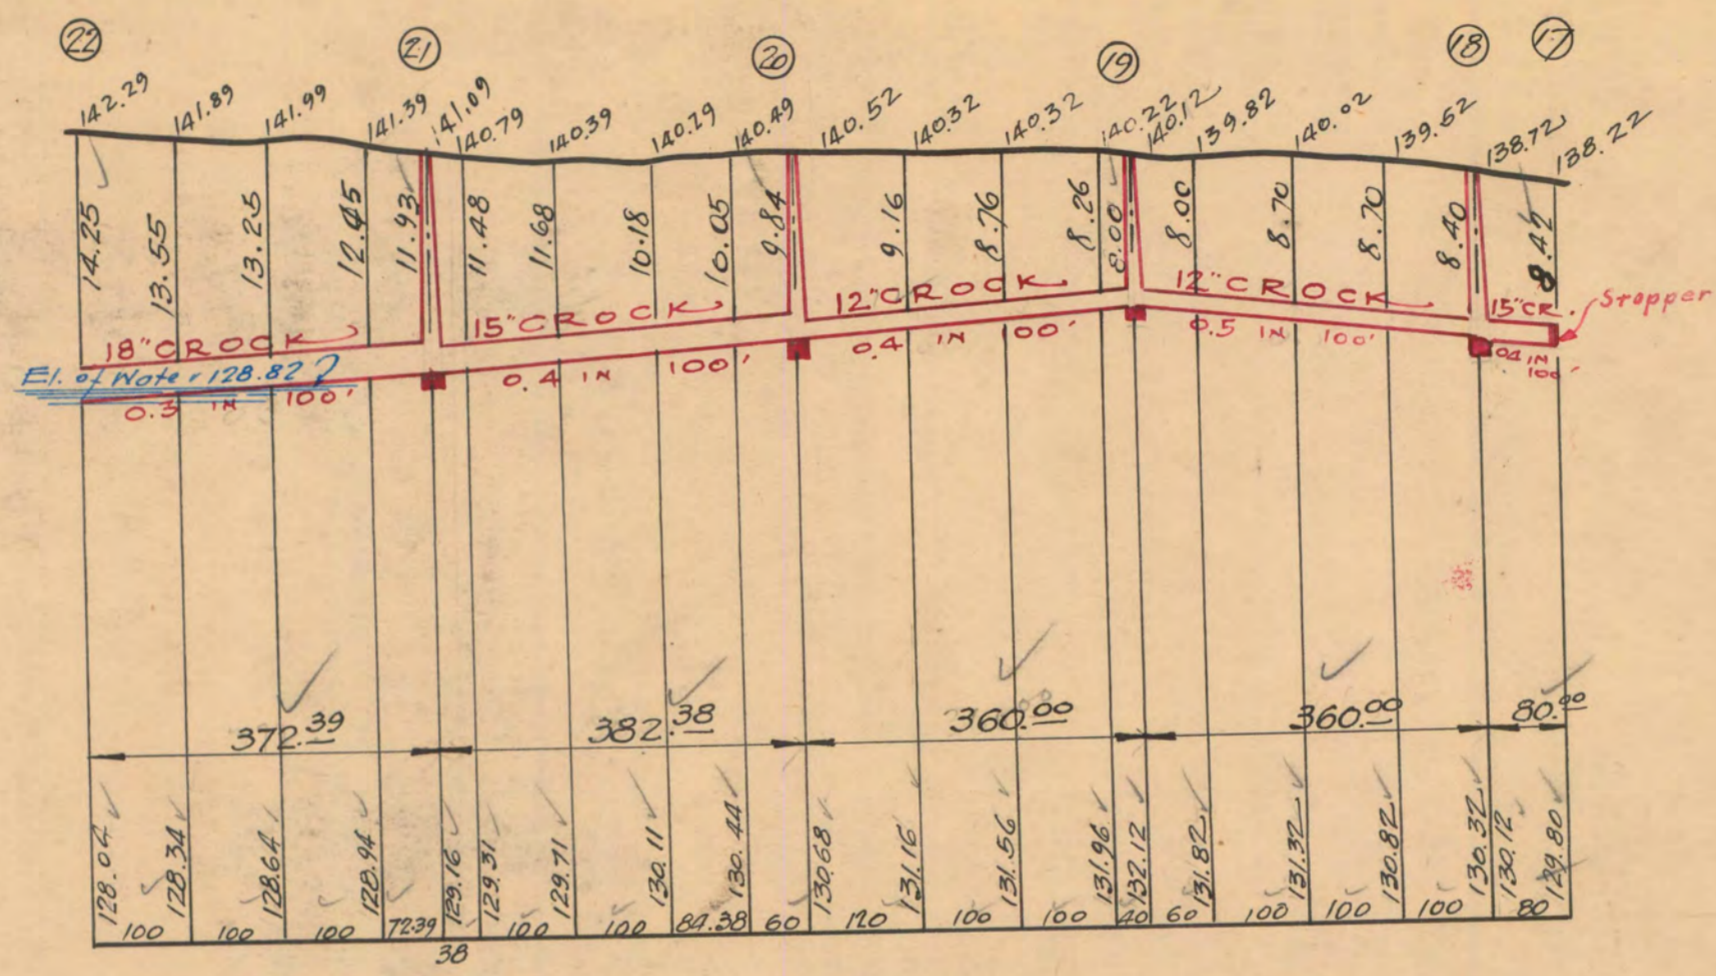 22 21 20 19 18 17
142.29 141.89 141.99 141.39 141.09 140.79 140.39 140.29 140.49 140.52 140.32 140.32 140.22 140.12 139.82 140.02 139.62 138.72 138.22
14.25 13.55 13.25 12.45 11.93 11.48 11.68 10.18 10.05 9.84 9.16 8.76 8.26 8.00 8.00 8.70 8.70 8.40 8.42
18" CROCK
15" CROCK
12" CROCK
12" CROCK
15" CR.
Stopper
El. of Water 128.82?
0.3 IN 100'
0.4 IN 100'
0.4 IN 100'
0.5 IN 100'
0.4 IN
100'
372.39 382.38 360.00 360.00 80.00
128.04 128.34 128.64 128.94 129.16 129.31 129.71 130.11 130.44 130.68 131.16 131.56 131.96 132.12 131.82 131.32 130.82 130.32 130.12 129.80
100 100 100 72.39 38 100 100 84.38 60 120 100 100 40 60 100 100 100 80